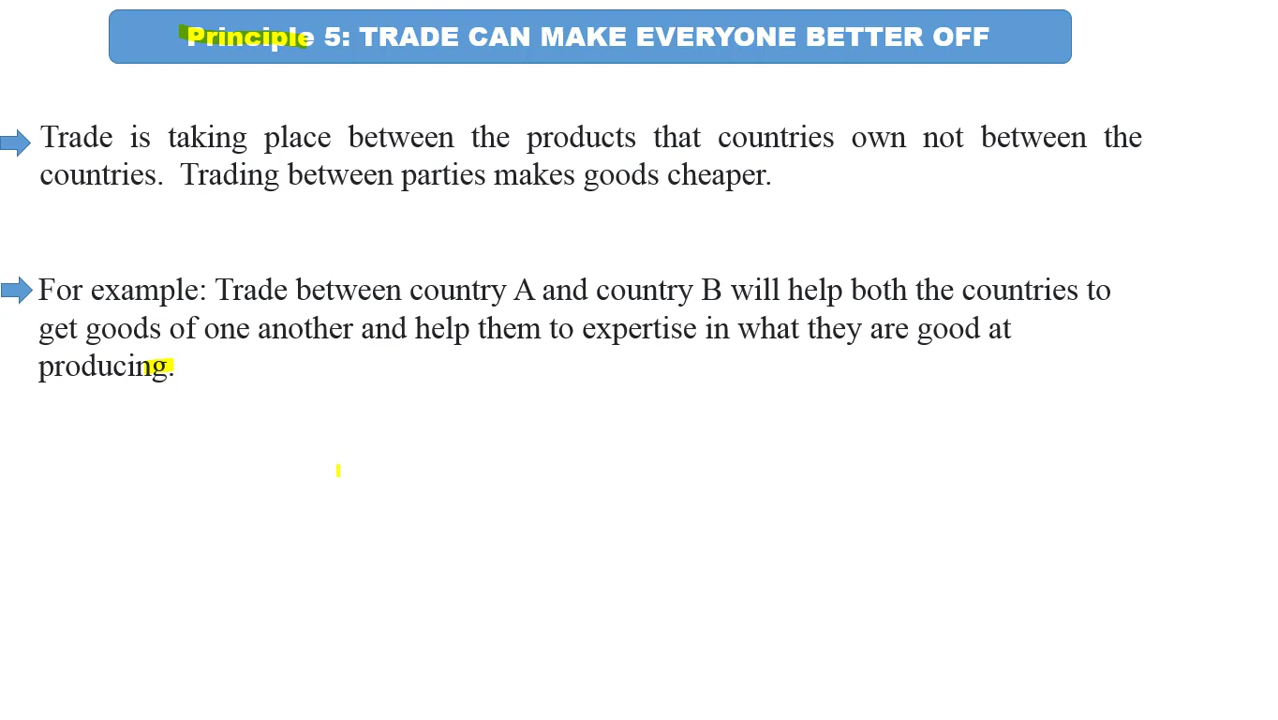 Principle 5: TRADE CAN MAKE EVERYONE BETTER OFF
Trade is taking place between the products that countries own not between the
countries.  Trading between parties makes goods cheaper.
For example: Trade between country A and country B will help both the countries to
get goods of one another and help them to expertise in what they are good at
producing.